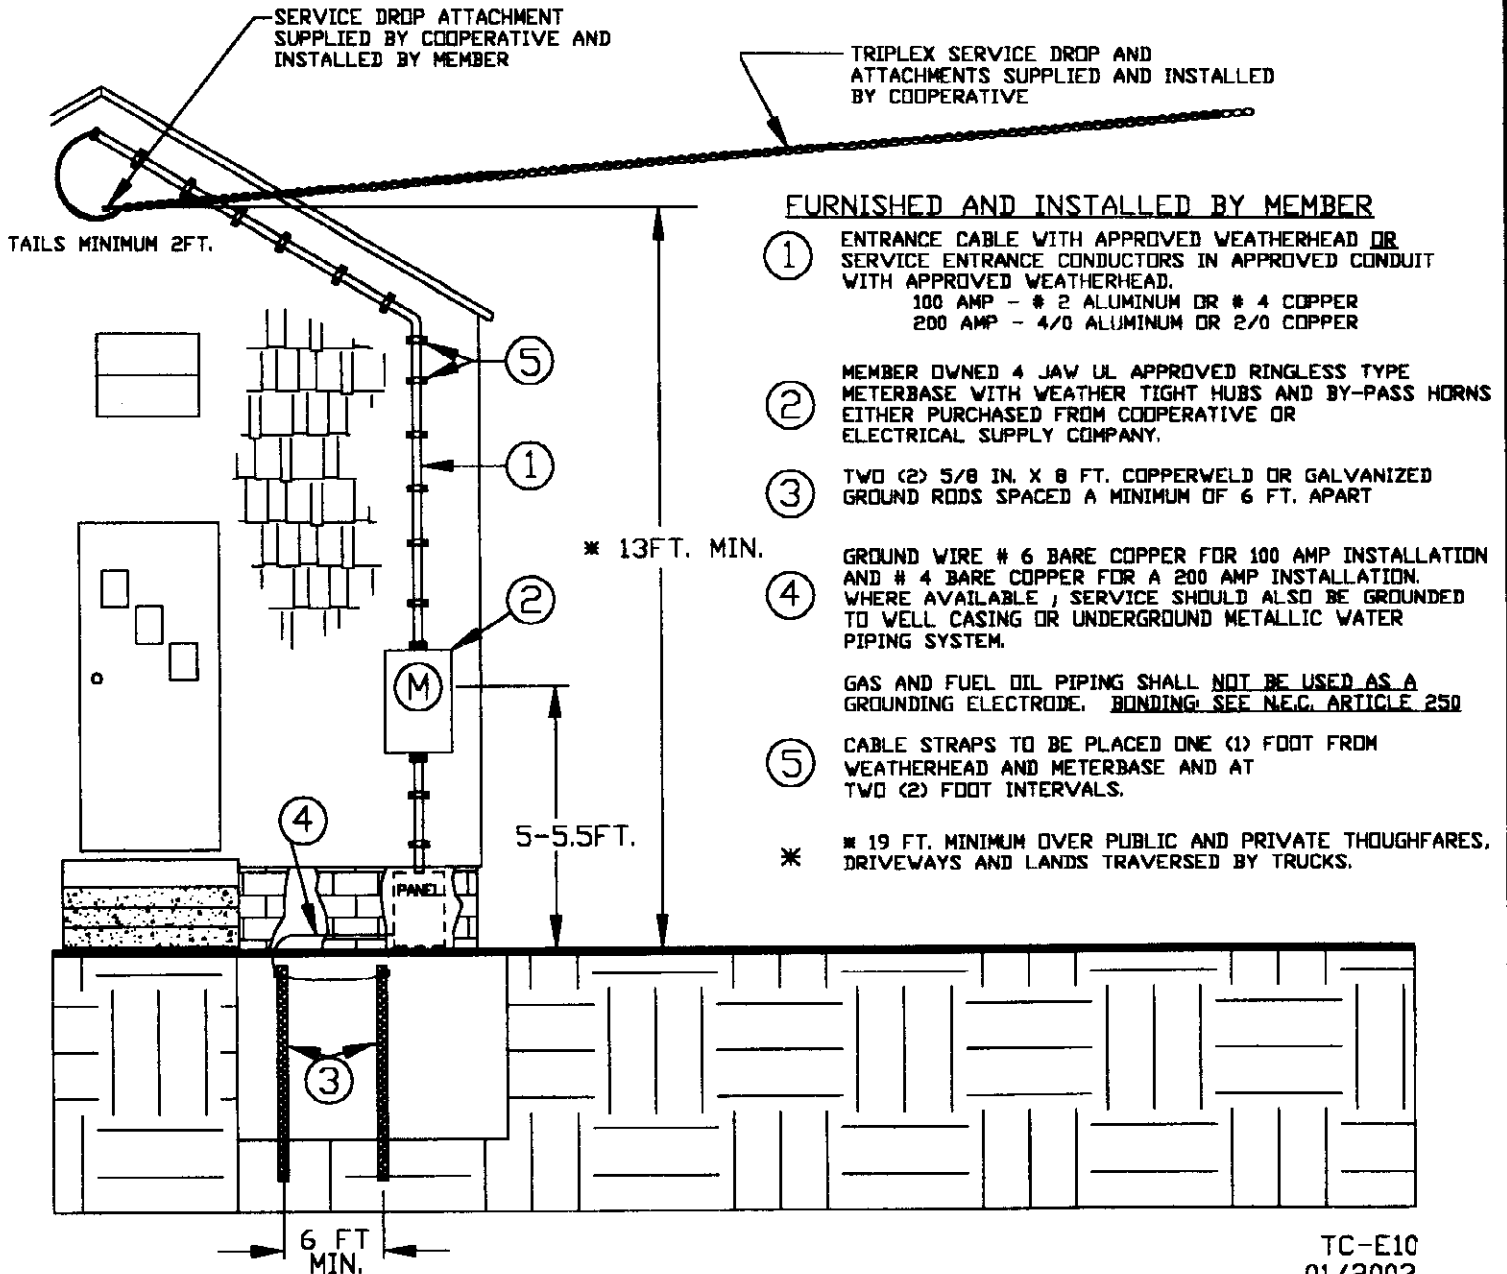 SERVICE DROP ATTACHMENT
SUPPLIED BY COOPERATIVE AND
INSTALLED BY MEMBER
TRIPLEX SERVICE DROP AND
ATTACHMENTS SUPPLIED AND INSTALLED
BY COOPERATIVE
TAILS MINIMUM 2FT.
FURNISHED AND INSTALLED BY MEMBER
1 ENTRANCE CABLE WITH APPROVED WEATHERHEAD OR
SERVICE ENTRANCE CONDUCTORS IN APPROVED CONDUIT
WITH APPROVED WEATHERHEAD.
100 AMP - # 2 ALUMINUM OR # 4 COPPER
200 AMP - 4/0 ALUMINUM OR 2/0 COPPER
2 MEMBER OWNED 4 JAW UL APPROVED RINGLESS TYPE
METERBASE WITH WEATHER TIGHT HUBS AND BY-PASS HORNS
EITHER PURCHASED FROM COOPERATIVE OR
ELECTRICAL SUPPLY COMPANY.
3 TWO (2) 5/8 IN. X 8 FT. COPPERWELD OR GALVANIZED
GROUND RODS SPACED A MINIMUM OF 6 FT. APART
4 GROUND WIRE # 6 BARE COPPER FOR 100 AMP INSTALLATION
AND # 4 BARE COPPER FOR A 200 AMP INSTALLATION.
WHERE AVAILABLE , SERVICE SHOULD ALSO BE GROUNDED
TO WELL CASING OR UNDERGROUND METALLIC WATER
PIPING SYSTEM.
GAS AND FUEL OIL PIPING SHALL NOT BE USED AS A
GROUNDING ELECTRODE. BONDING: SEE N.E.C. ARTICLE 250
5 CABLE STRAPS TO BE PLACED ONE (1) FOOT FROM
WEATHERHEAD AND METERBASE AND AT
TWO (2) FOOT INTERVALS.
* * 19 FT. MINIMUM OVER PUBLIC AND PRIVATE THOUGHFARES,
DRIVEWAYS AND LANDS TRAVERSED BY TRUCKS.
5
1
* 13FT. MIN.
2
M
4
5-5.5FT.
PANEL
3
6 FT
MIN.
TC-E10
01/2002